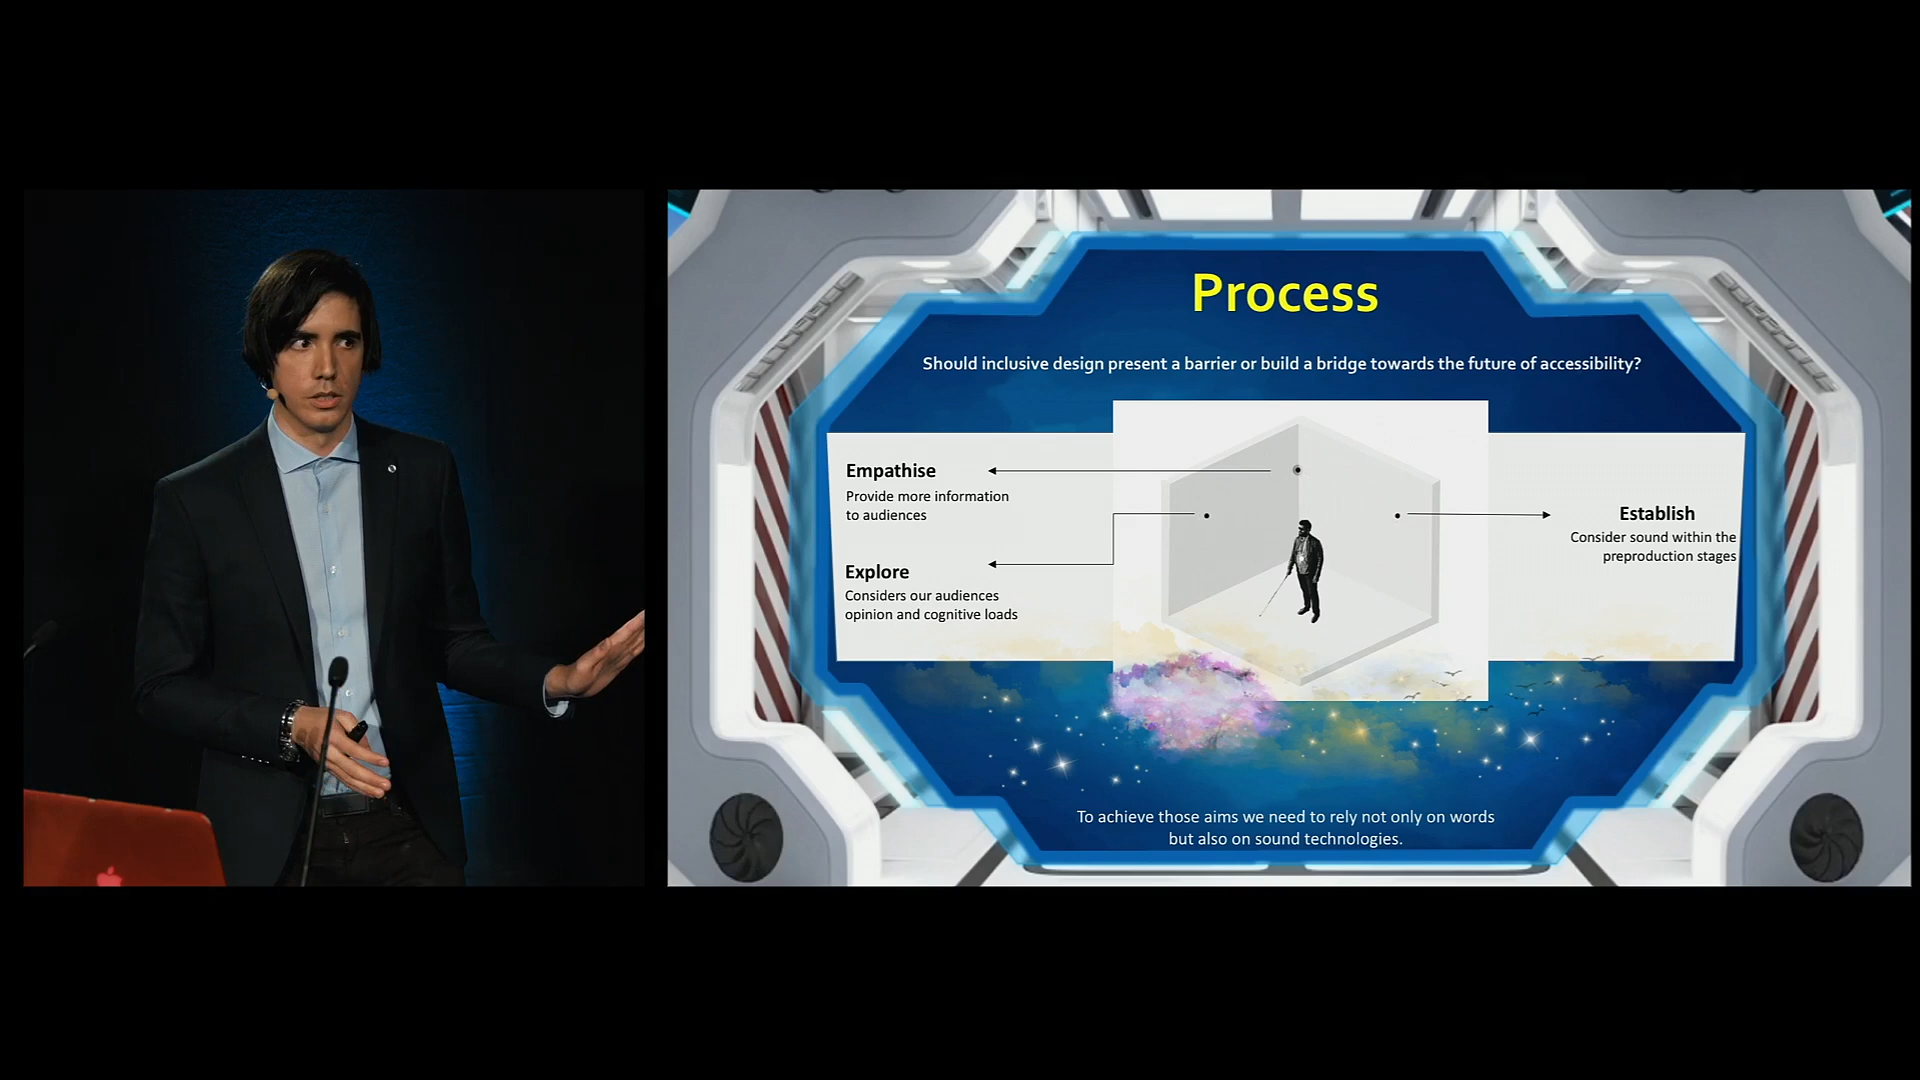 Process
Should inclusive design present a barrier or build a bridge towards the future of accessibility?
Empathise
Provide more information
to audiences
Explore
Considers our audiences
opinion and cognitive loads
Establish
Consider sound within the
preproduction stages
To achieve those aims we need to rely not only on words
but also on sound technologies.